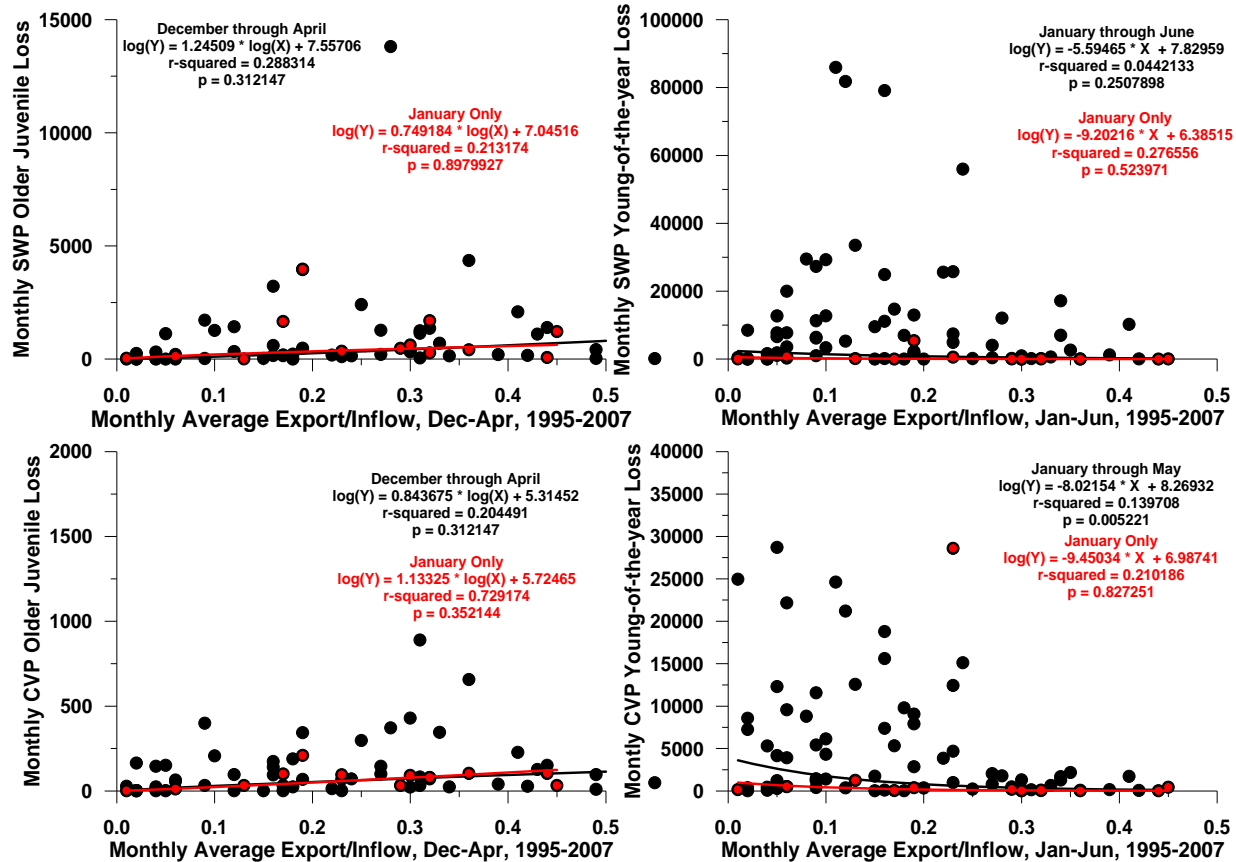 Monthly SWP Older Juvenile Loss
15000
10000
5000
0
December through April
log(Y) = 1.24509 * log(X) + 7.55706
r-squared = 0.288314
p = 0.312147
January Only
log(Y) = 0.749184 * log(X) + 7.04516
r-squared = 0.213174
p = 0.8979927
0.0 0.1 0.2 0.3 0.4 0.5
Monthly Average Export/Inflow, Dec-Apr, 1995-2007
Monthly SWP Young-of-the-year Loss
100000
80000
60000
40000
20000
0
January through June
log(Y) = -5.59465 * X + 7.82959
r-squared = 0.0442133
p = 0.2507898
January Only
log(Y) = -9.20216 * X + 6.38515
r-squared = 0.276556
p = 0.523971
0.0 0.1 0.2 0.3 0.4 0.5
Monthly Average Export/Inflow, Jan-Jun, 1995-2007
Monthly CVP Older Juvenile Loss
2000
1500
1000
500
0
December through April
log(Y) = 0.843675 * log(X) + 5.31452
r-squared = 0.204491
p = 0.312147
January Only
log(Y) = 1.13325 * log(X) + 5.72465
r-squared = 0.729174
p = 0.352144
0.0 0.1 0.2 0.3 0.4 0.5
Monthly Average Export/Inflow, Dec-Apr, 1995-2007
Montly CVP Young-of-the-year Loss
40000
35000
30000
25000
20000
15000
10000
5000
0
January through May
log(Y) = -8.02154 * X + 8.26932
r-squared = 0.139708
p = 0.005221
January Only
log(Y) = -9.45034 * X + 6.98741
r-squared = 0.210186
p = 0.827251
0.0 0.1 0.2 0.3 0.4 0.5
Monthly Average Export/Inflow, Jan-Jun, 1995-2007